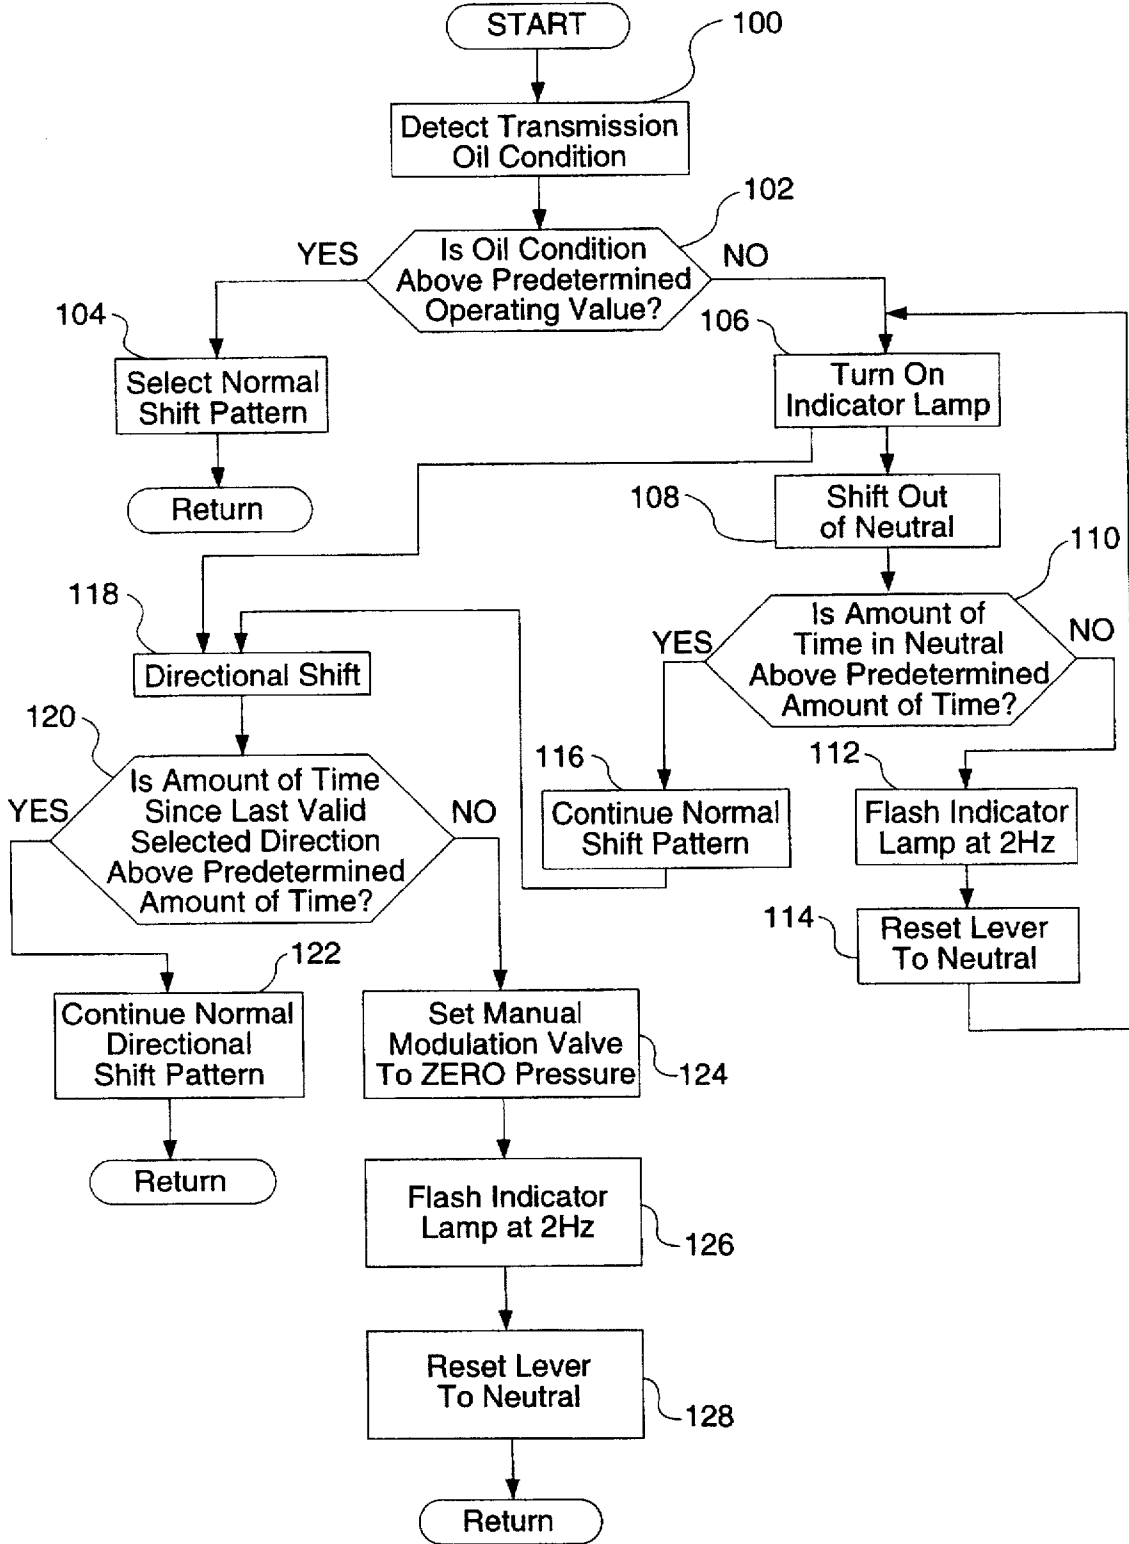 START
100
Detect Transmission
Oil Condition
102
YES
Is Oil Condition
Above Predetermined
Operating Value?
NO
104
Select Normal
Shift Pattern
Return
106
Turn On
Indicator Lamp
108
Shift Out
of Neutral
110
YES
Is Amount of
Time in Neutral
Above Predetermined
Amount of Time?
NO
118
Directional Shift
120
YES
Is Amount of Time
Since Last Valid
Selected Direction
Above Predetermined
Amount of Time?
NO
116
Continue Normal
Shift Pattern
112
Flash Indicator
Lamp at 2Hz
114
Reset Lever
To Neutral
122
Continue Normal
Directional
Shift Pattern
Return
Set Manual
Modulation Valve
To ZERO Pressure
124
Flash Indicator
Lamp at 2Hz
126
Reset Lever
To Neutral
128
Return